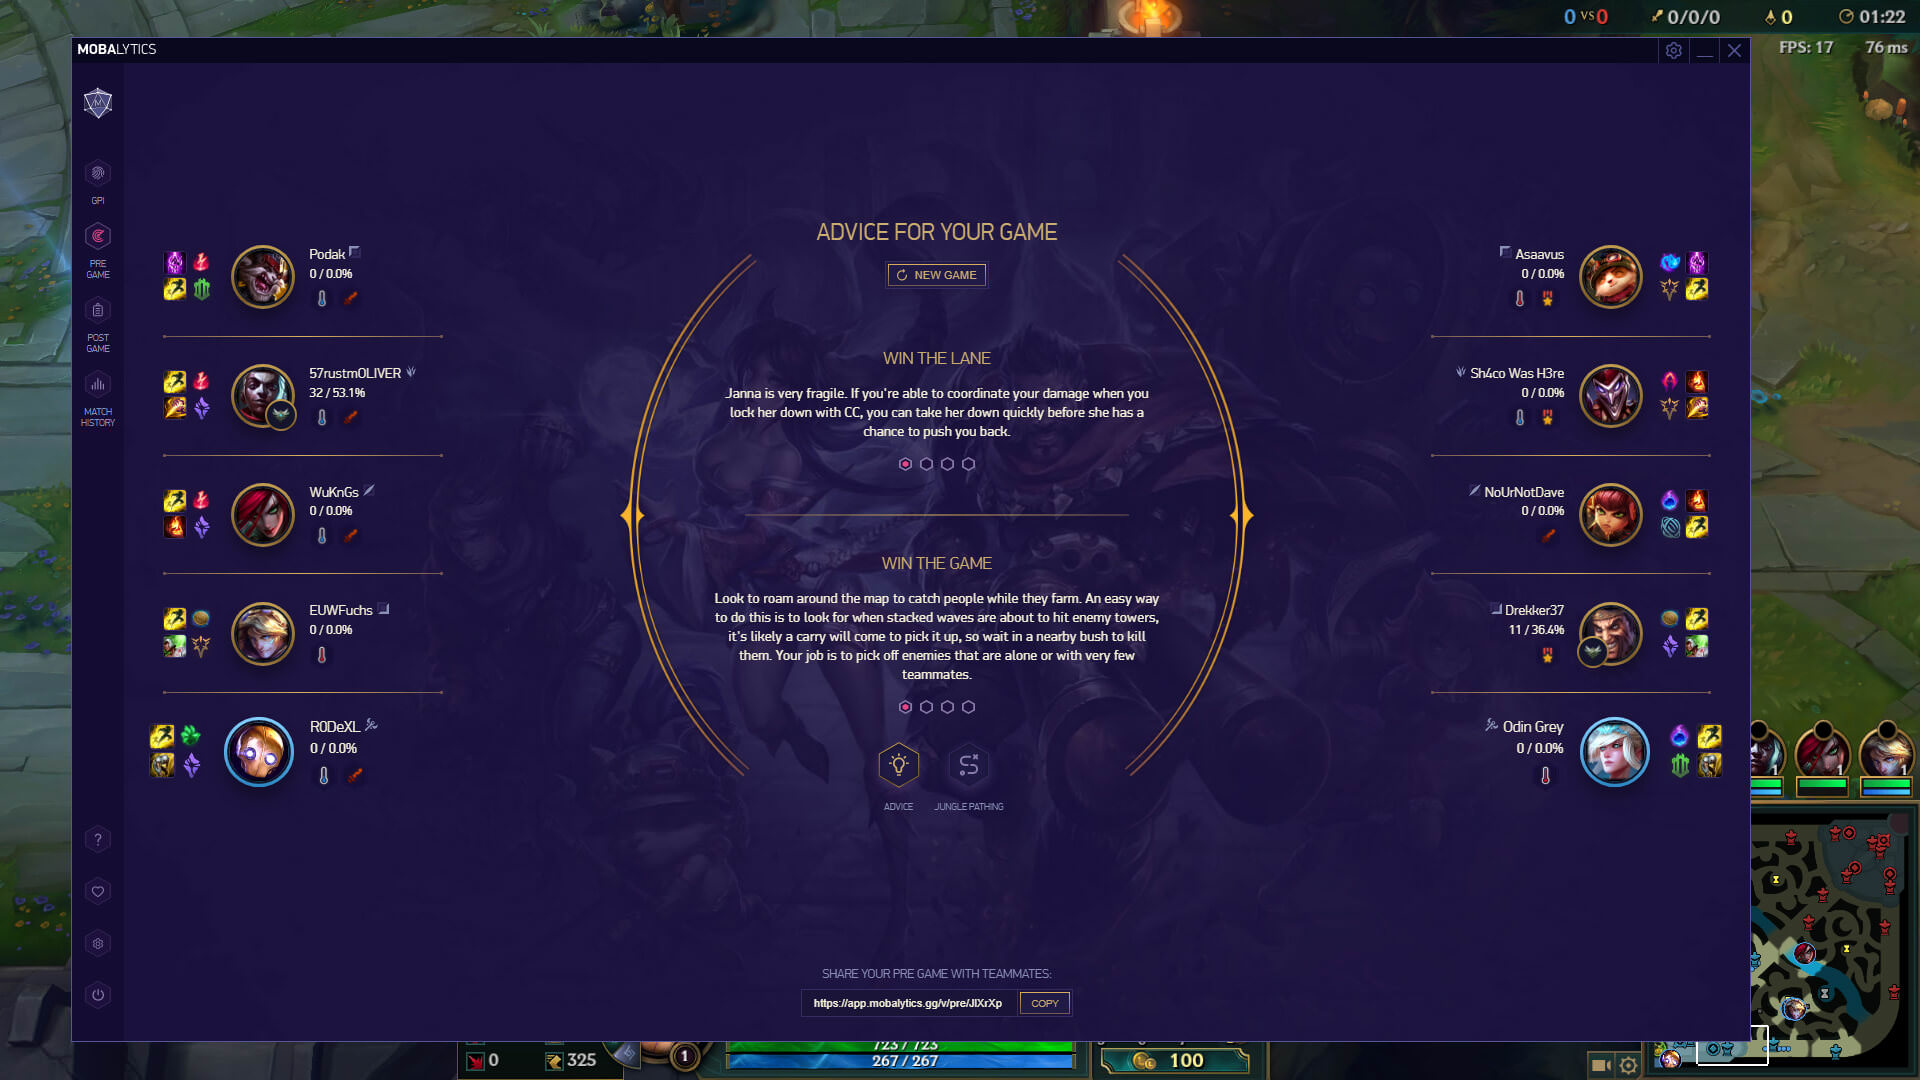 0 VS 0
0/0/0
0
01:22
MOBALYTICS
FPS: 17
76 ms
GPI
PRE
GAME
POST
GAME
MATCH
HISTORY
Podak
0 / 0.0%
57rustmOLIVER
32 / 53.1%
WuKnGs
0 / 0.0%
EUWFuchs
0 / 0.0%
R0DeXL
0 / 0.0%
ADVICE FOR YOUR GAME
NEW GAME
WIN THE LANE
Janna is very fragile. If you're able to coordinate your damage when you
lock her down with CC, you can take her down quickly before she has a
chance to push you back.
WIN THE GAME
Look to roam around the map to catch people while they farm. An easy way
to do this is to look for when stacked waves are about to hit enemy towers,
it's likely a carry will come to pick it up, so wait in a nearby bush to kill
them. Your job is to pick off enemies that are alone or with very few
teammates.
ADVICE
JUNGLE PATHING
Asaavus
0 / 0.0%
Sh4co Was H3re
0 / 0.0%
NoUrNotDave
0 / 0.0%
Drekker37
11 / 36.4%
Odin Grey
0 / 0.0%
1
1
1
?
SHARE YOUR PRE GAME WITH TEAMMATES:
COPY
0
325
1
723 / 723
267 / 267
100